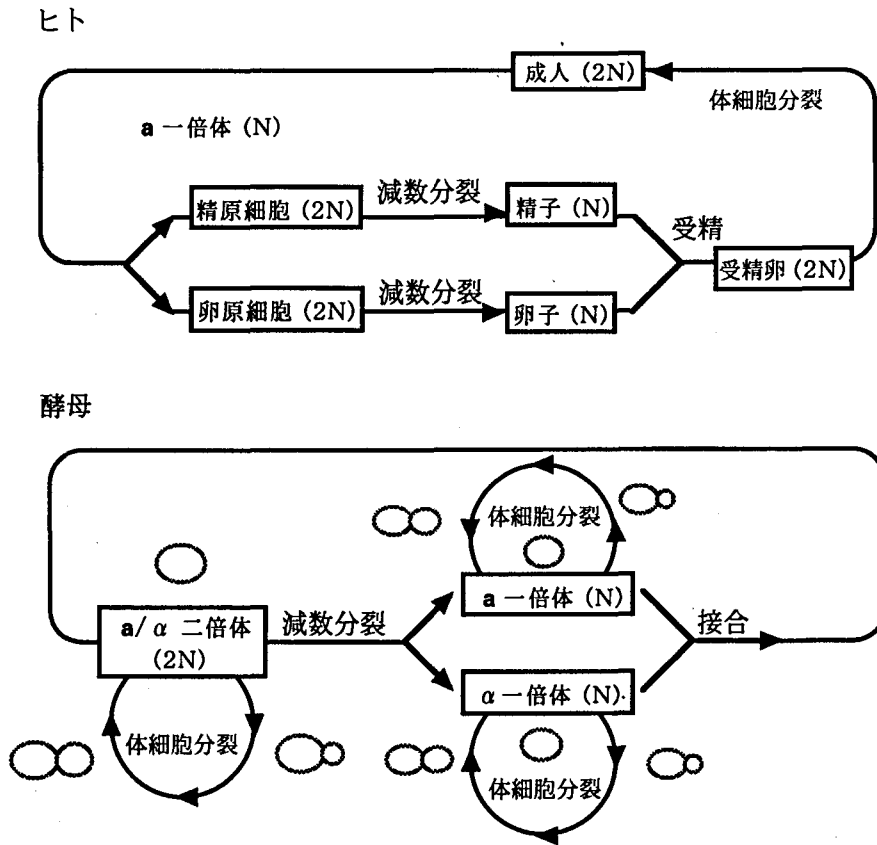 ヒト
成人 (2N)
体細胞分裂
a 一倍体 (N)
精原細胞 (2N)
減数分裂
精子 (N)
受精
受精卵 (2N)
卵原細胞 (2N)
減数分裂
卵子 (N)
酵母
体細胞分裂
a 一倍体 (N)
a/α 二倍体
(2N)
減数分裂
接合
α 一倍体 (N)
体細胞分裂
体細胞分裂